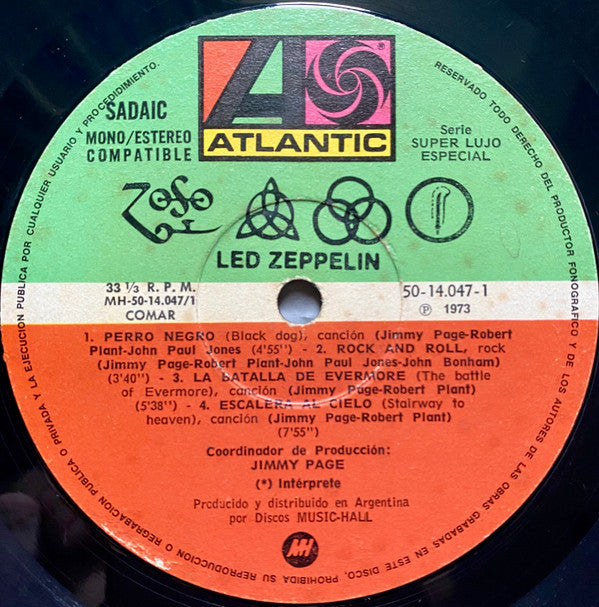 ATLANTIC
®
SADAIC
MONO/ESTEREO
COMPATIBLE
Serie
SUPER LUJO
ESPECIAL
LED ZEPPELIN
33 1/3 R. P. M.
MH-50-14.047/1
COMAR
50-14.047-1
℗ 1973
1. PERRO NEGRO (Black dog), canción (Jimmy Page-Robert
Plant-John Paul Jones (4'55'') - 2. ROCK AND ROLL, rock
(Jimmy Page-Robert Plant-John Paul Jones-John Bonham)
(3'40'') - 3. LA BATALLA DE EVERMORE (The battle
of Evermore), canción (Jimmy Page-Robert Plant)
(5'38'') - 4. ESCALERA AL CIELO (Stairway to
heaven), canción (Jimmy Page-Robert Plant)
(7'55'')
Coordinador de Producción:
JIMMY PAGE
(*) Intérprete
Producido y distribuido en Argentina
por Discos MUSIC-HALL
MH
RESERVADO TODO DERECHO DEL PRODUCTOR FONOGRAFICO Y DE LOS AUTORES DE LAS OBRAS GRABADAS EN ESTE DISCO. PROHIBIDA SU REPRODUCCION O REGRABACION PUBLICA O PRIVADA Y LA EJECUCION PUBLICA POR CUALQUIER USUARIO Y PROCEDIMIENTO.